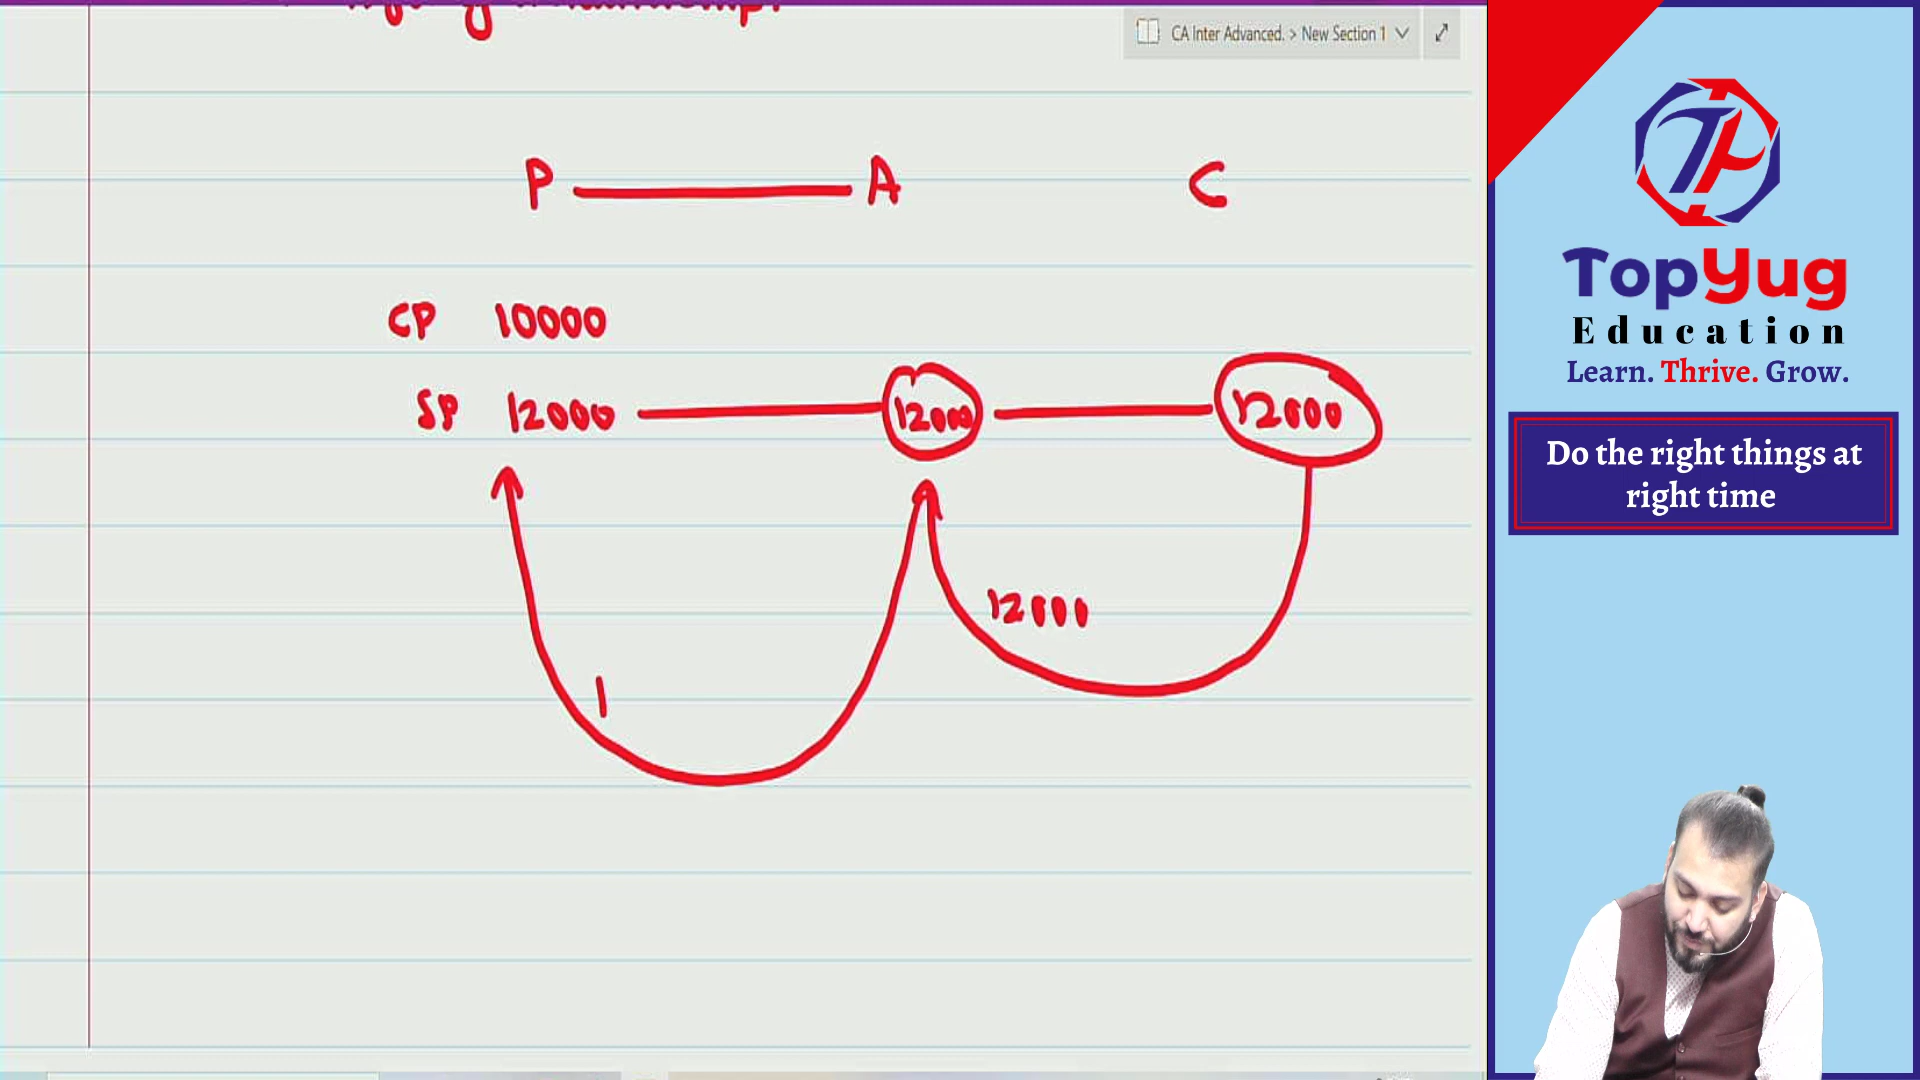 CA Inter Advanced. > New Section 1
P A C
CP 10000
SP 12000 12000 12000
12000
1
TopYug
Education
Learn. Thrive. Grow.
Do the right things at
right time